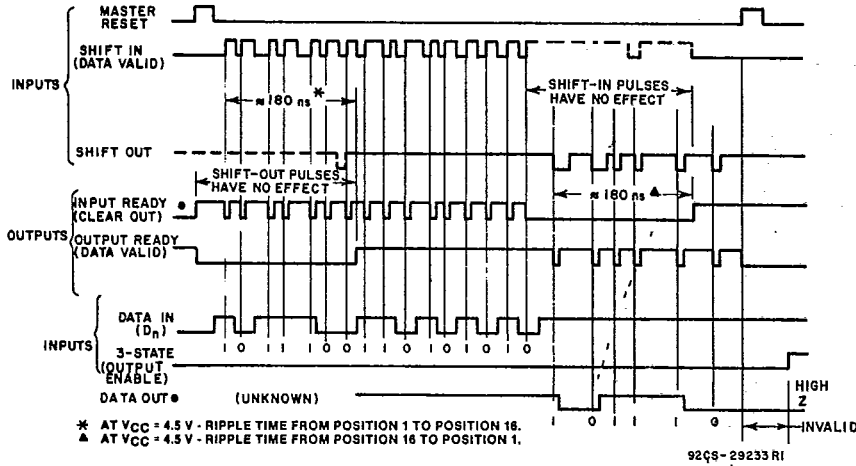 MASTER
RESET
SHIFT IN
(DATA VALID)
INPUTS
SHIFT-IN PULSES
HAVE NO EFFECT
≈180 ns *
SHIFT OUT
SHIFT-OUT PULSES
HAVE NO EFFECT
≈180 ns ▲
INPUT READY
(CLEAR OUT)
OUTPUTS
OUTPUT READY
(DATA VALID)
DATA IN
(Dn)
INPUTS
1 0 1 1 1 0 0 1 1 0 1 0 1 0 0
3-STATE
(OUTPUT
ENABLE)
HIGH
Z
DATA OUT
(UNKNOWN)
1 0 1 1 1 0
INVALID
* AT VCC = 4.5 V - RIPPLE TIME FROM POSITION 1 TO POSITION 16.
▲ AT VCC = 4.5 V - RIPPLE TIME FROM POSITION 16 TO POSITION 1.
92CS-29233 RI